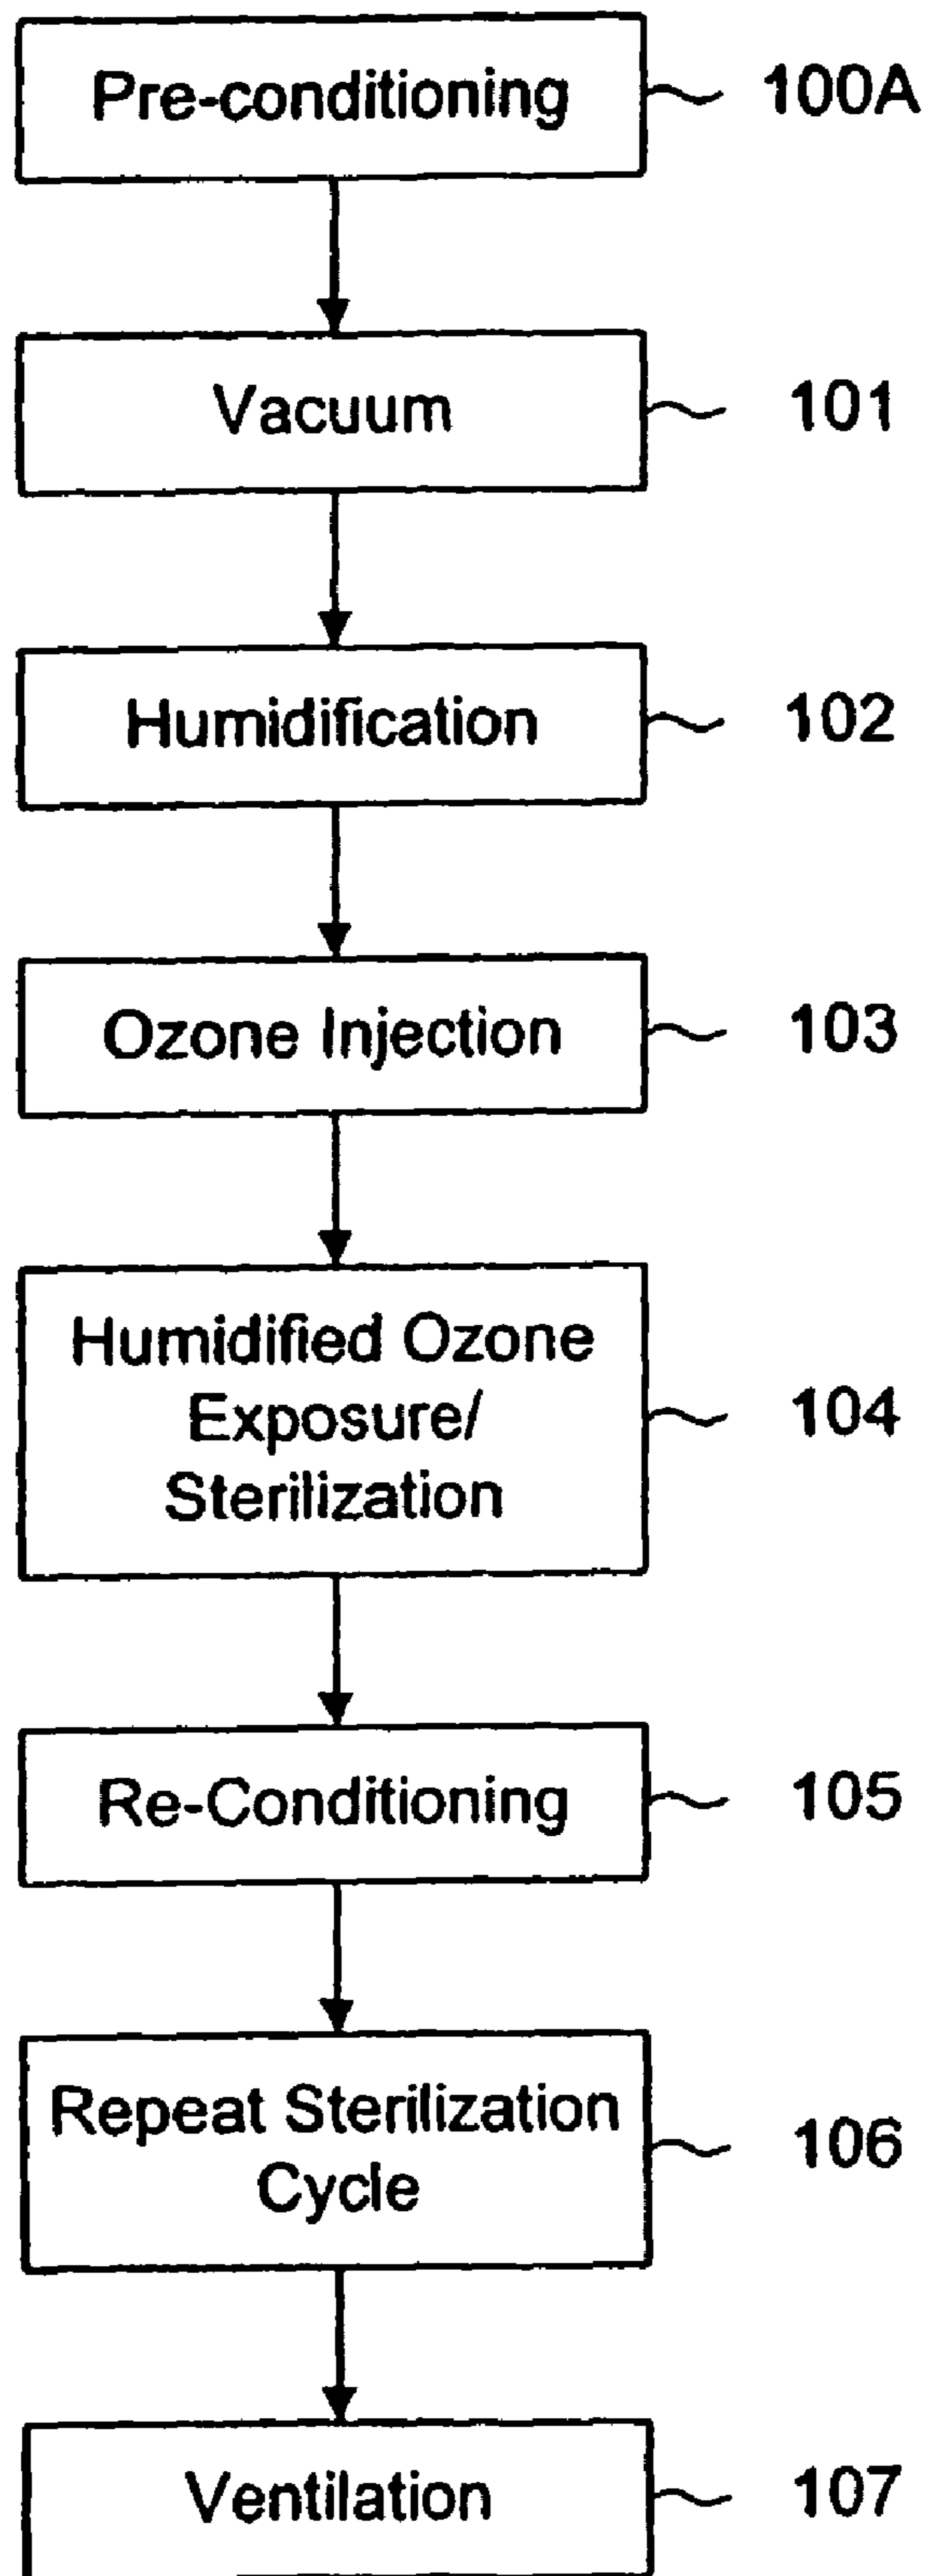 Pre-conditioning 100A
Vacuum 101
Humidification 102
Ozone Injection 103
Humidified Ozone
Exposure/ 104
Sterilization
Re-Conditioning 105
Repeat Sterilization
Cycle 106
Ventilation 107